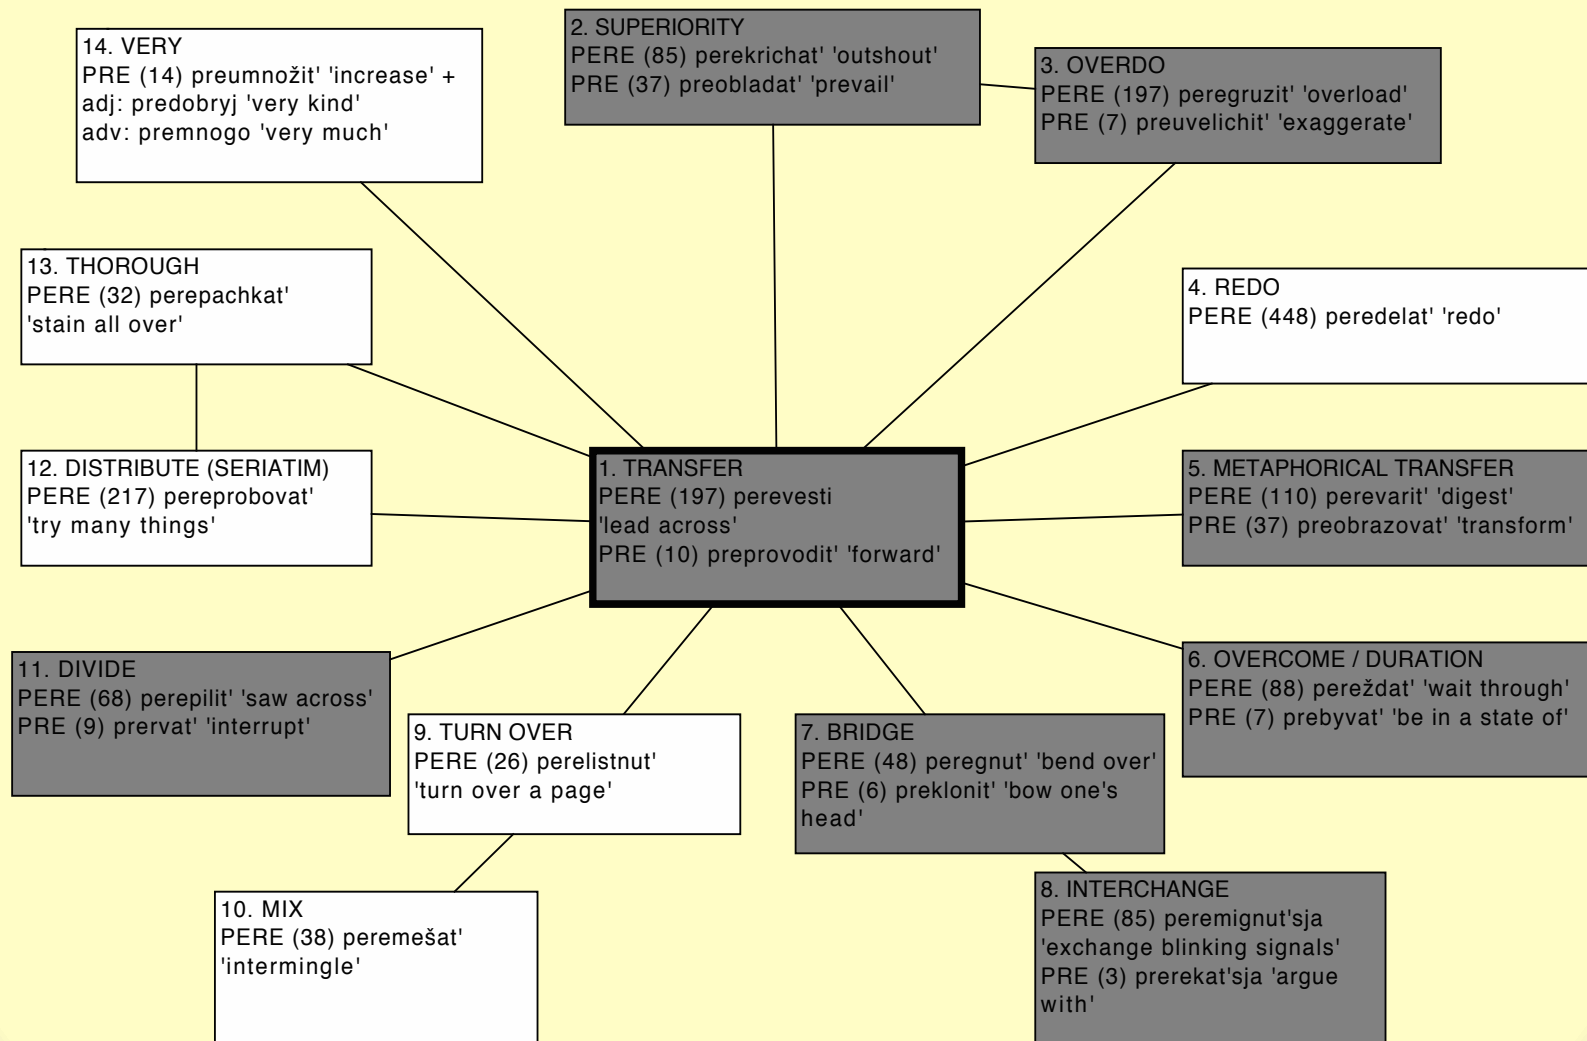 14. VERY
PRE (14) preumnožit' 'increase' +
adj: predobryj 'very kind'
adv: premnogo 'very much'
2. SUPERIORITY
PERE (85) perekrichat' 'outshout'
PRE (37) preobladat' 'prevail'
3. OVERDO
PERE (197) peregruzit' 'overload'
PRE (7) preuvelichit' 'exaggerate'
13. THOROUGH
PERE (32) perepachkat'
'stain all over'
4. REDO
PERE (448) peredelat' 'redo'
12. DISTRIBUTE (SERIATIM)
PERE (217) pereprobovat'
'try many things'
1. TRANSFER
PERE (197) perevesti
'lead across'
PRE (10) preprovodit' 'forward'
5. METAPHORICAL TRANSFER
PERE (110) perevarit' 'digest'
PRE (37) preobrazovat' 'transform'
11. DIVIDE
PERE (68) perepilit' 'saw across'
PRE (9) prervat' 'interrupt'
9. TURN OVER
PERE (26) perelistnut'
'turn over a page'
7. BRIDGE
PERE (48) peregnut' 'bend over'
PRE (6) preklonit' 'bow one's
head'
6. OVERCOME / DURATION
PERE (88) pereždat' 'wait through'
PRE (7) prebyvat' 'be in a state of'
10. MIX
PERE (38) peremešat'
'intermingle'
8. INTERCHANGE
PERE (85) peremignut'sja
'exchange blinking signals'
PRE (3) prerekat'sja 'argue
with'